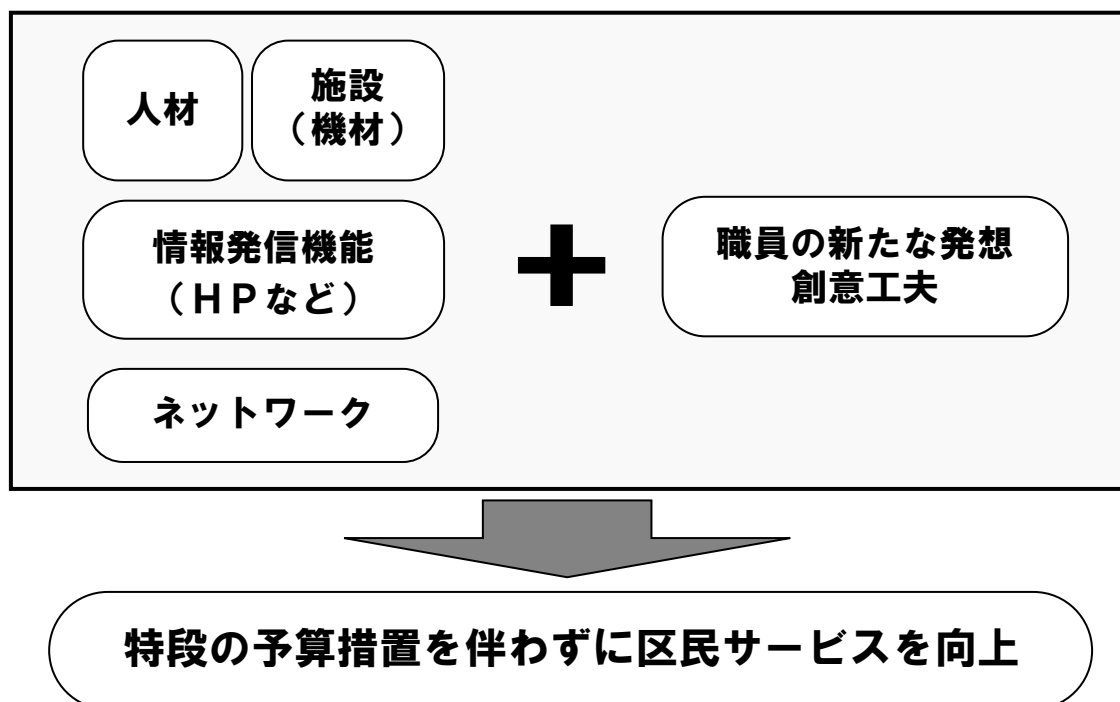 人材
施設
（機材）
情報発信機能
（ＨＰなど）
ネットワーク
＋
職員の新たな発想
創意工夫
特段の予算措置を伴わずに区民サービスを向上